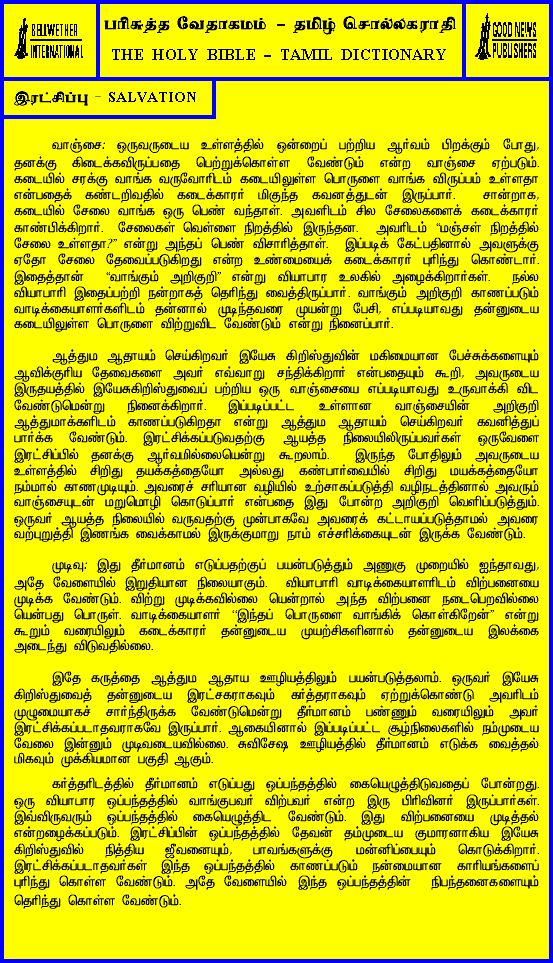 BELLWETHER
INTERNATIONAL
பரிசுத்த வேதாகமம் - தமிழ் சொல்லகராதி
THE HOLY BIBLE - TAMIL DICTIONARY
GOOD NEWS
PUBLISHERS
இரட்சிப்பு - SALVATION
வாஞ்சை: ஒருவருடைய உள்ளத்தில் ஒன்றைப் பற்றிய ஆர்வம் பிறக்கும் போது,
தனக்கு கிடைக்கவிருப்பதை பெற்றுக்கொள்ள வேண்டும் என்ற வாஞ்சை ஏற்படும்.
கடையில் சரக்கு வாங்க வருவோரிடம் கடையிலுள்ள பொருளை வாங்க விருப்பம் உள்ளதா
என்பதைக் கண்டறிவதில் கடைக்காரர் மிகுந்த கவனத்துடன் இருப்பார். சான்றாக,
கடையில் சேலை வாங்க ஒரு பெண் வந்தாள். அவளிடம் சில சேலைகளைக் கடைக்காரர்
காண்பிக்கிறார். சேலைகள் வெள்ளை நிறத்தில் இருந்தன. அவரிடம் “மஞ்சள் நிறத்தில்
சேலை உள்ளதா?” என்று அந்தப் பெண் விசாரித்தாள். இப்படிக் கேட்பதினால் அவளுக்கு
ஏதோ சேலை தேவைப்படுகிறது என்ற உண்மையைக் கடைக்காரர் புரிந்து கொண்டார்.
இதைத்தான் “வாங்கும் அறிகுறி” என்று வியாபார உலகில் அழைக்கிறார்கள். நல்ல
வியாபாரி இதைப்பற்றி நன்றாகத் தெரிந்து வைத்திருப்பார். வாங்கும் அறிகுறி காணப்படும்
வாடிக்கையாளர்களிடம் தன்னால் முடிந்தவரை முயன்று பேசி, எப்படியாவது தன்னுடைய
கடையிலுள்ள பொருளை விற்றுவிட வேண்டும் என்று நினைப்பார்.
ஆத்தும ஆதாயம் செய்கிறவர் இயேசு கிறிஸ்துவின் மகிமையான பேச்சுக்களையும்
ஆவிக்குரிய தேவைகளை அவர் எவ்வாறு சந்திக்கிறார் என்பதையும் கூறி, அவருடைய
இருதயத்தில் இயேசுகிறிஸ்துவைப் பற்றிய ஒரு வாஞ்சையை எப்படியாவது உருவாக்கி விட
வேண்டுமென்று நினைக்கிறார். இப்படிப்பட்ட உள்ளான வாஞ்சையின் அறிகுறி
ஆத்துமாக்களிடம் காணப்படுகிறதா என்று ஆத்தும ஆதாயம் செய்கிறவர் கவனித்துப்
பார்க்க வேண்டும். இரட்சிக்கப்படுவதற்கு ஆயத்த நிலையிலிருப்பவர்கள் ஒருவேளை
இரட்சிப்பில் தனக்கு ஆர்வமில்லையென்று கூறலாம். இருந்த போதிலும் அவருடைய
உள்ளத்தில் சிறிது தயக்கத்தையோ அல்லது கண்பார்வையில் சிறிது மயக்கத்தையோ
நம்மால் காணமுடியும். அவரைச் சரியான வழியில் உற்சாகப்படுத்தி வழிநடத்தினால் அவரும்
வாஞ்சையுடன் மறுமொழி கொடுப்பார் என்பதை இது போன்ற அறிகுறி வெளிப்படுத்தும்.
ஒருவர் ஆயத்த நிலையில் வருவதற்கு முன்பாகவே அவரைக் கட்டாயப்படுத்தாமல் அவரை
வற்புறுத்தி இணங்க வைக்காமல் இருக்குமாறு நாம் எச்சரிக்கையுடன் இருக்க வேண்டும்.
முடிவு: இது தீர்மானம் எடுப்பதற்குப் பயன்படுத்தும் அணுகு முறையில் ஐந்தாவது,
அதே வேளையில் இறுதியான நிலையாகும். வியாபாரி வாடிக்கையாளரிடம் விற்பனையை
முடிக்க வேண்டும். விற்று முடிக்கவில்லை யென்றால் அந்த விற்பனை நடைபெறவில்லை
யென்பது பொருள். வாடிக்கையாளர் “இந்தப் பொருளை வாங்கிக் கொள்கிறேன்” என்று
கூறும் வரையிலும் கடைக்காரர் தன்னுடைய முயற்சிகளினால் தன்னுடைய இலக்கை
அடைந்து விடுவதில்லை.
இதே கருத்தை ஆத்தும ஆதாய ஊழியத்திலும் பயன்படுத்தலாம். ஒருவர் இயேசு
கிறிஸ்துவைத் தன்னுடைய இரட்சகராகவும் கர்த்தராகவும் ஏற்றுக்கொண்டு அவரிடம்
முழுமையாகச் சார்ந்திருக்க வேண்டுமென்று தீர்மானம் பண்ணும் வரையிலும் அவர்
இரட்சிக்கப்படாதவராகவே இருப்பார். ஆகையினால் இப்படிப்பட்ட சூழ்நிலைகளில் நம்முடைய
வேலை இன்னும் முடிவடையவில்லை. சுவிசேஷ ஊழியத்தில் தீர்மானம் எடுக்க வைத்தல்
மிகவும் முக்கியமான பகுதி ஆகும்.
கர்த்தரிடத்தில் தீர்மானம் எடுப்பது ஒப்பந்தத்தில் கையெழுத்திடுவதைப் போன்றது.
ஒரு வியாபார ஒப்பந்தத்தில் வாங்குபவர் விற்பவர் என்ற இரு பிரிவினர் இருப்பார்கள்.
இவ்விருவரும் ஒப்பந்தத்தில் கையெழுத்திட வேண்டும். இது விற்பனையை முடித்தல்
என்றழைக்கப்படும். இரட்சிப்பின் ஒப்பந்தத்தில் தேவன் தம்முடைய குமாரனாகிய இயேசு
கிறிஸ்துவில் நித்திய ஜீவனையும், பாவங்களுக்கு மன்னிப்பையும் கொடுக்கிறார்.
இரட்சிக்கப்படாதவர்கள் இந்த ஒப்பந்தத்தில் காணப்படும் நன்மையான காரியங்களைப்
புரிந்து கொள்ள வேண்டும். அதே வேளையில் இந்த ஒப்பந்தத்தின் நிபந்தனைகளையும்
தெரிந்து கொள்ள வேண்டும்.